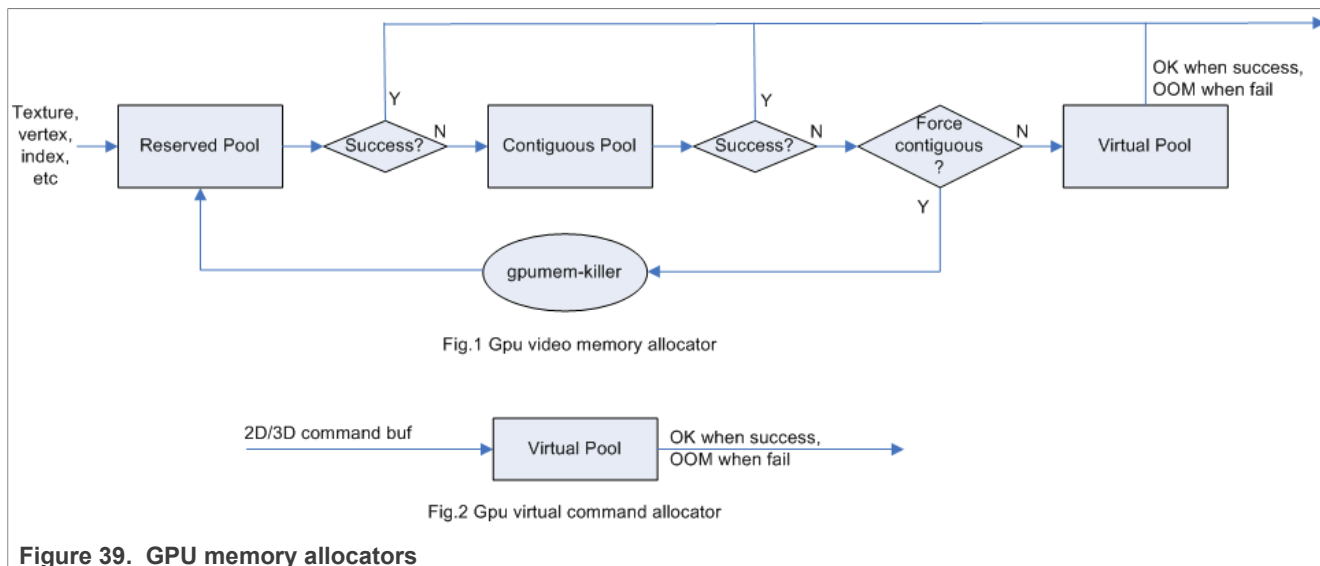 Texture,
vertex,
index,
etc
Reserved Pool
Success?
Y
N
Contiguous Pool
Success?
Y
N
Force
contiguous
?
N
Y
Virtual Pool
OK when success,
OOM when fail
gpumem-killer
Fig.1 Gpu video memory allocator
2D/3D command buf
Virtual Pool
OK when success,
OOM when fail
Fig.2 Gpu virtual command allocator
Figure 39. GPU memory allocators